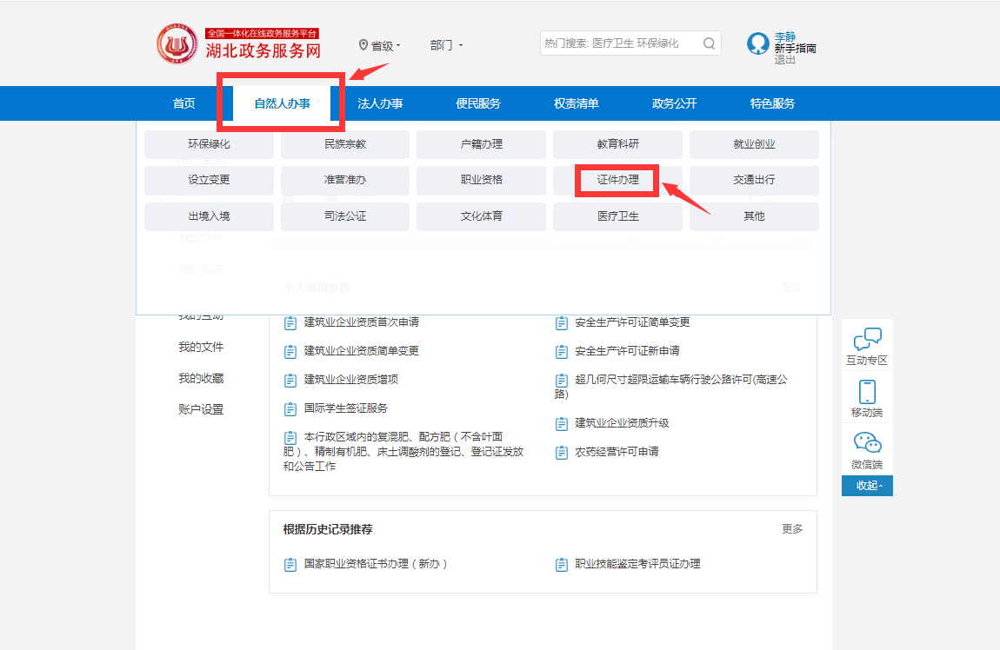 全国一体化在线政务服务平台
湖北政务服务网
省级
部门
热门搜索: 医疗卫生 环保绿化
李静
新手指南
退出
首页
自然人办事
法人办事
便民服务
权责清单
政务公开
特色服务
环保绿化
民族宗教
户籍办理
教育科研
就业创业
设立变更
准营准办
职业资格
证件办理
交通出行
出境入境
司法公证
文化体育
医疗卫生
其他
我的物流
个人事项推荐
更多
我的互动
我的文件
我的收藏
账户设置
建筑业企业资质首次申请
安全生产许可证简单变更
建筑业企业资质简单变更
安全生产许可证新申请
建筑业企业资质增项
超几何尺寸超限运输车辆行驶公路许可(高速公
路)
国际学生签证服务
建筑业企业资质升级
本行政区域内的复混肥、配方肥（不含叶面
肥）、精制有机肥、床土调酸剂的登记、登记证发放
和公告工作
农药经营许可申请
根据历史记录推荐
更多
国家职业资格证书办理（新办）
职业技能鉴定考评员证办理
互动专区
移动端
微信端
收起